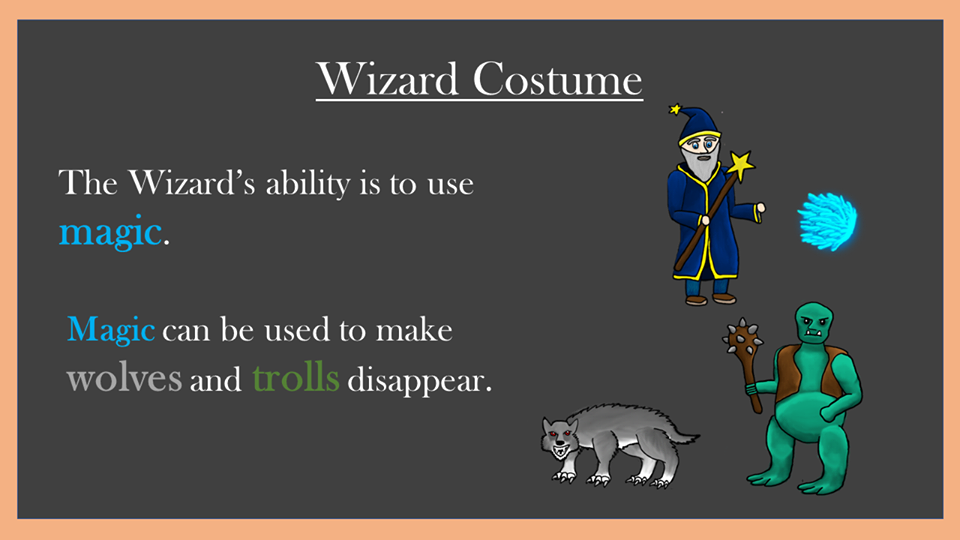 Wizard Costume
The Wizard’s ability is to use
magic.
Magic can be used to make
wolves and trolls disappear.